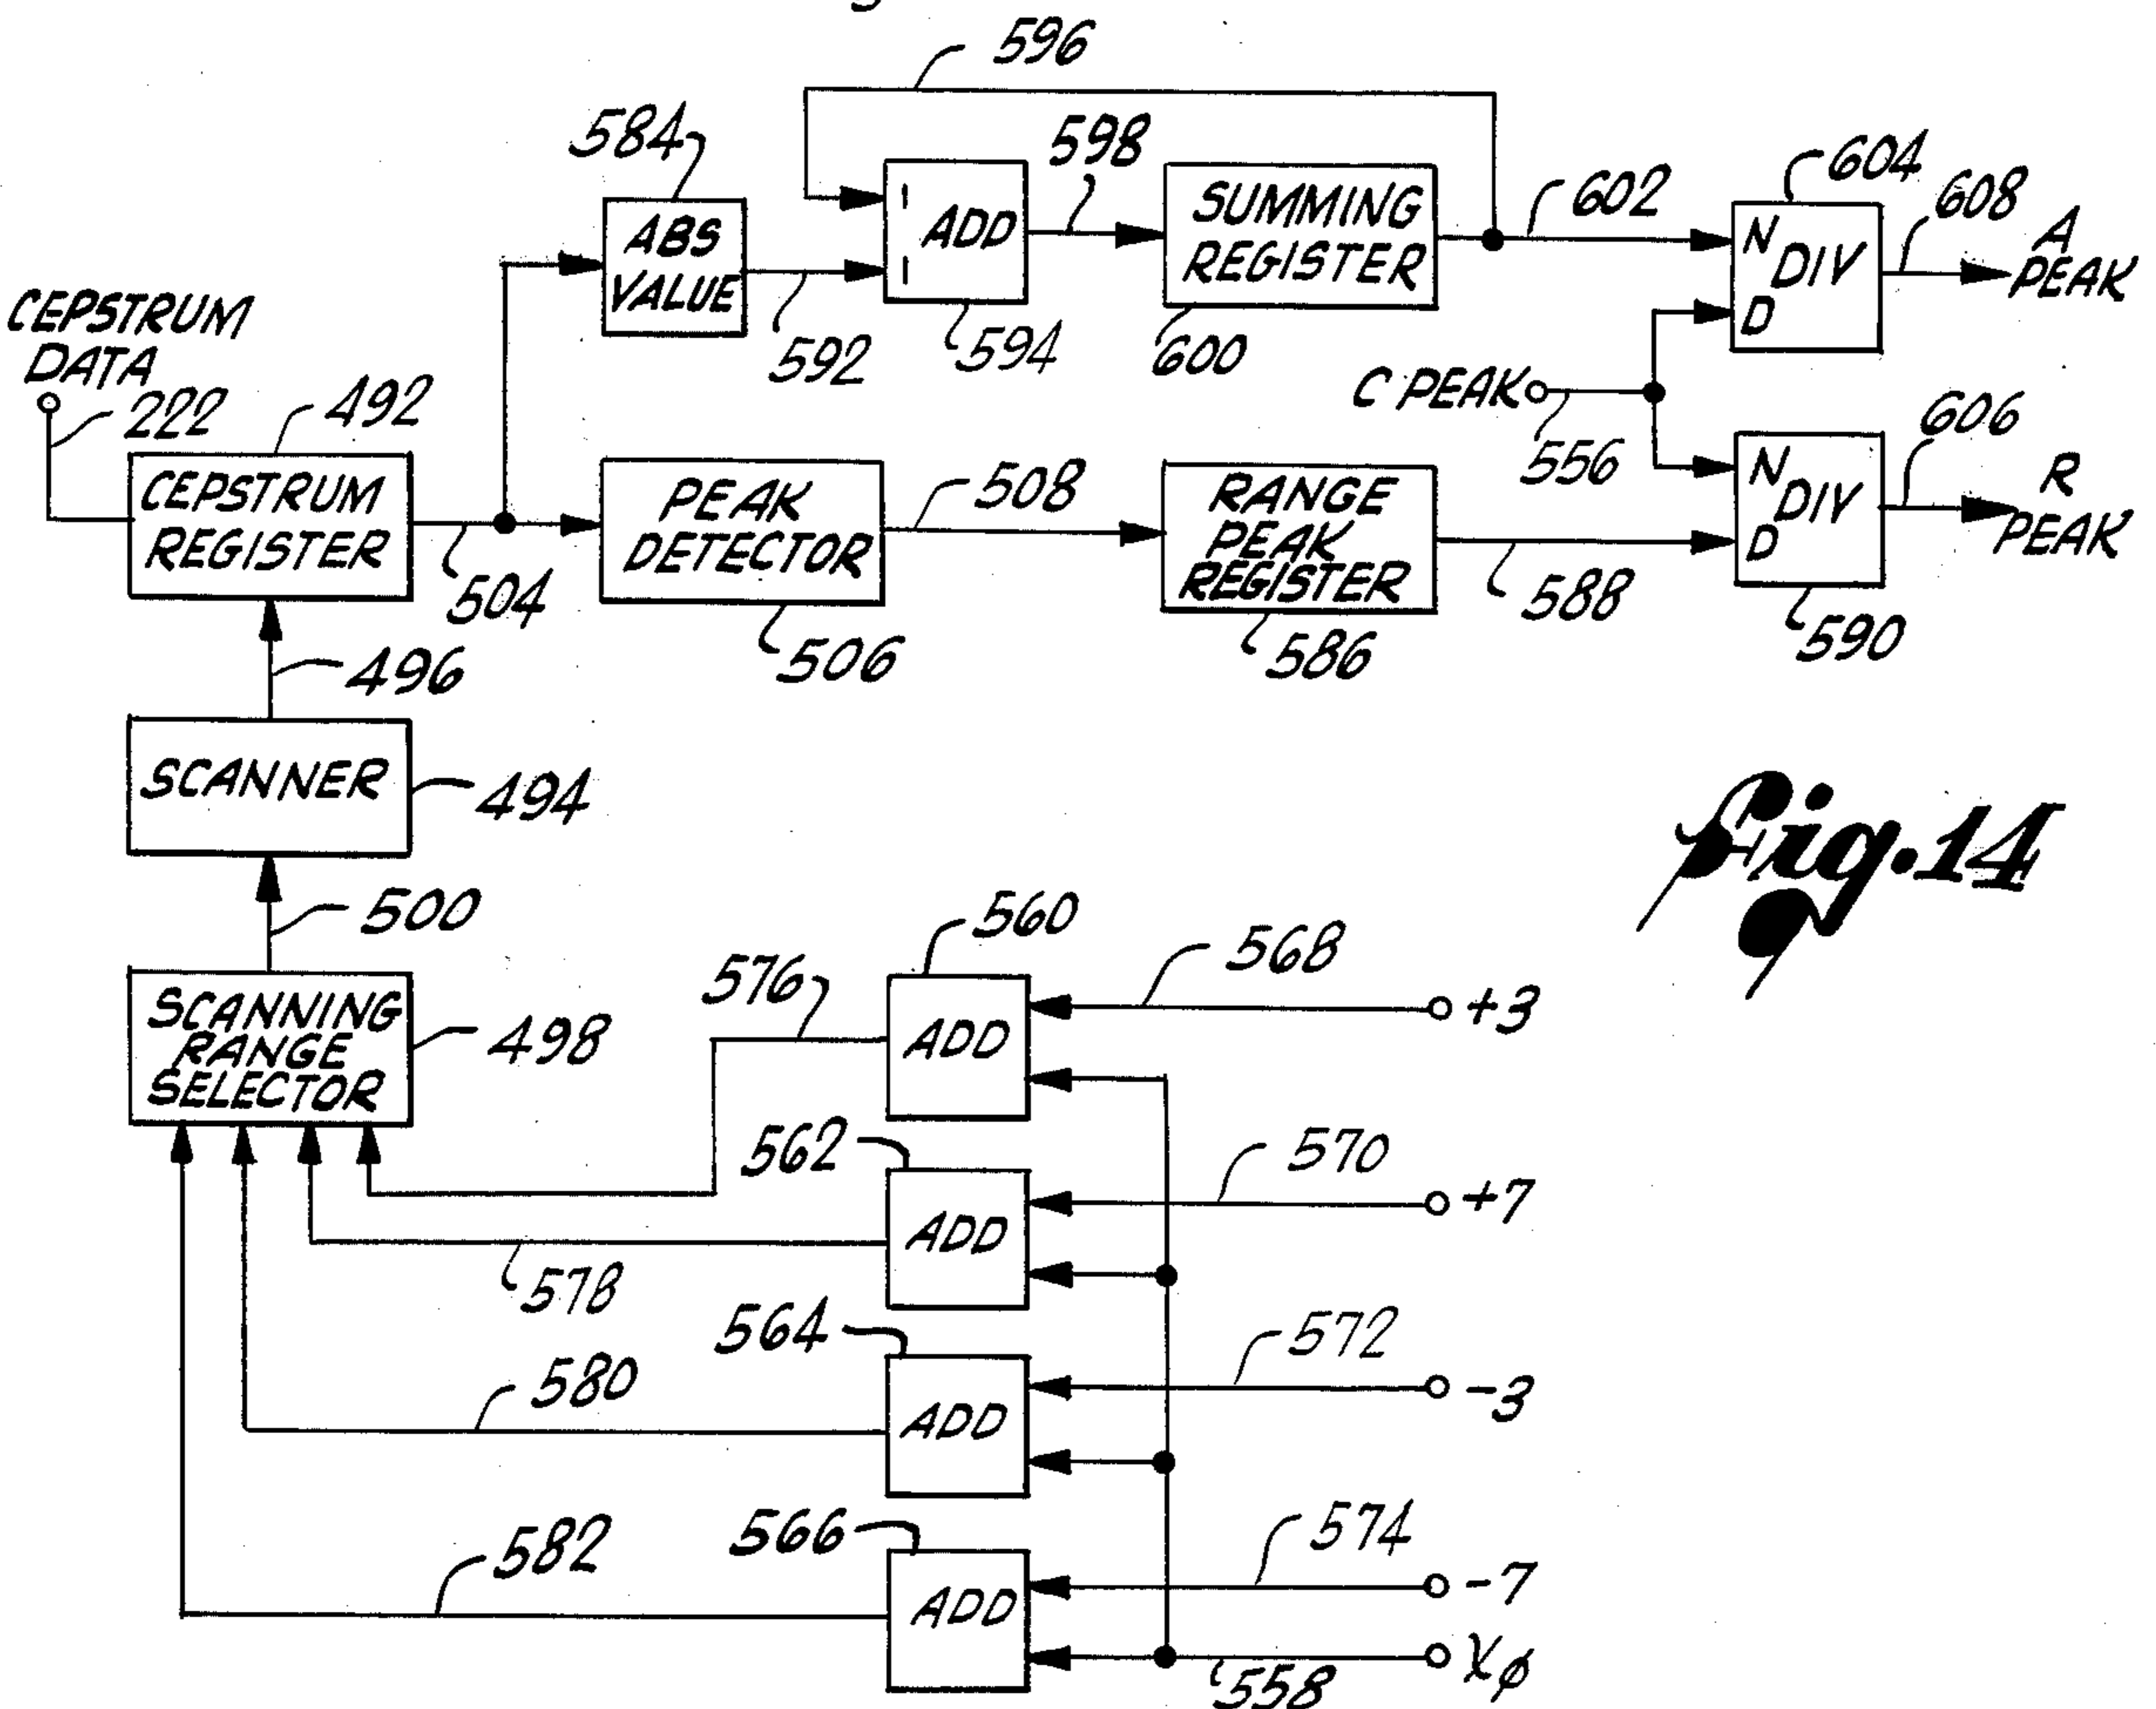 596
584
598
604
602
608
A
PEAK
ABS
VALUE
I
I
ADD
SUMMING
REGISTER
N
DIV
D
592
594
600
CEPSTRUM
DATA
222
492
C PEAK
556
606
CEPSTRUM
REGISTER
504
PEAK
DETECTOR
506
508
RANGE
PEAK
REGISTER
586
588
N
DIV
D
R
PEAK
590
496
SCANNER
494
Fig. 14
500
SCANNING
RANGE
SELECTOR
498
560
576
ADD
568
+3
562
ADD
570
+7
578
564
ADD
572
-3
580
566
ADD
574
-7
582
558
Xϕ